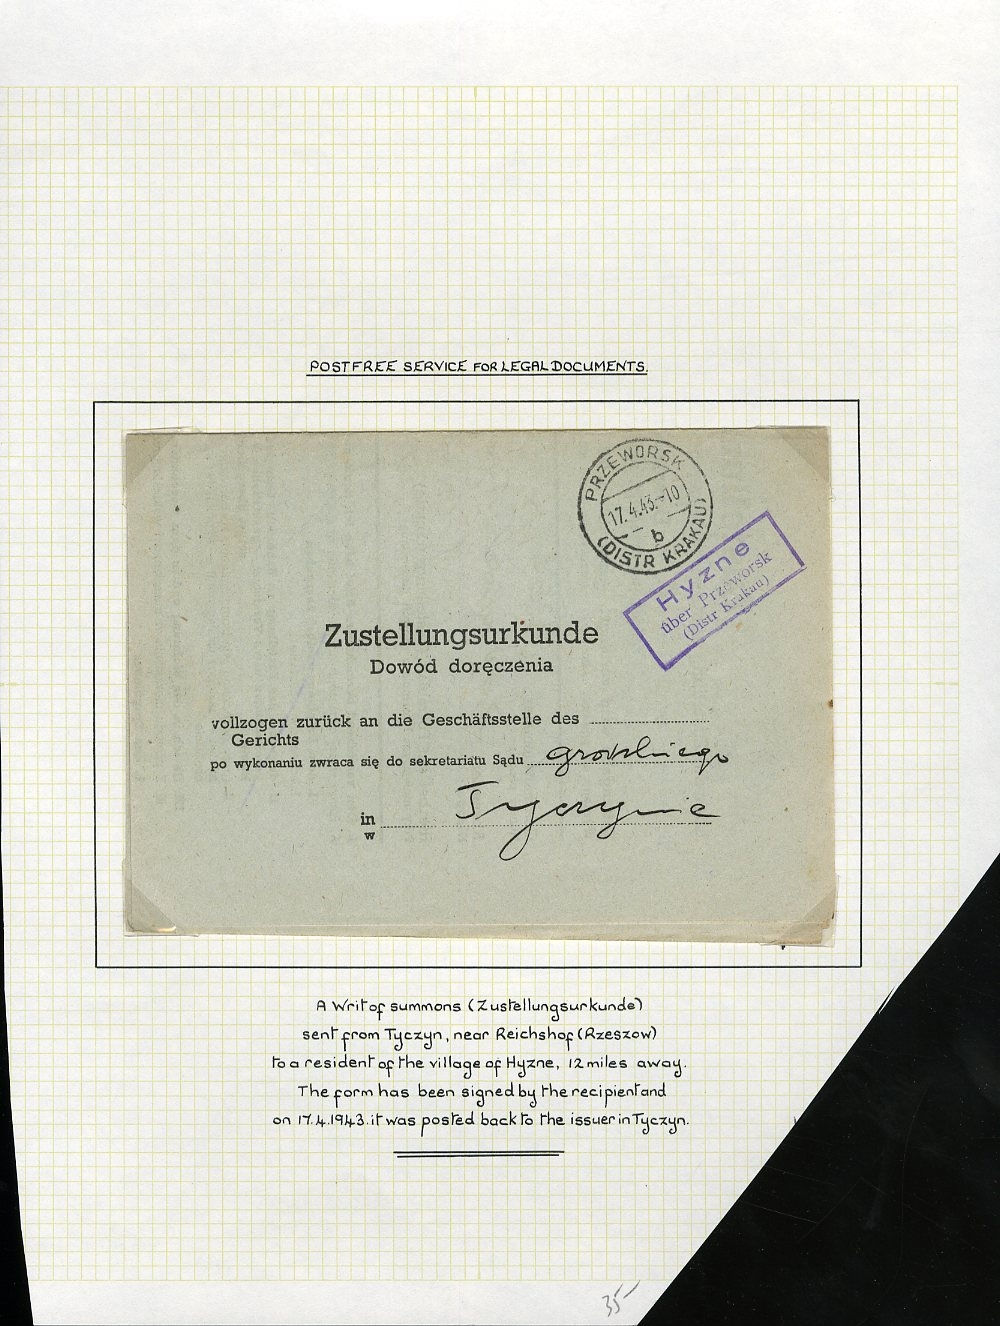 POSTFREE SERVICE FOR LEGAL DOCUMENTS.
PRZEWORSK
17.4.43.-10
b
(DISTR KRAKAU)
Hyzne
über Przeworsk
(Distr Krakau)
Zustellungsurkunde
Dowód doręczenia
vollzogen zurück an die Geschäftsstelle des
Gerichts
po wykonaniu zwraca się do sekretariatu Sądu grodzkiego
in Tyczynie
w
A Writ of summons (Zustellungsurkunde)
sent from Tyczyn, near Reichshof (Rzeszow)
to a resident of the village of Hyzne, 12 miles away.
The form has been signed by the recipient and
on 17.4.1943. it was posted back to the issuer in Tyczyn.
35-